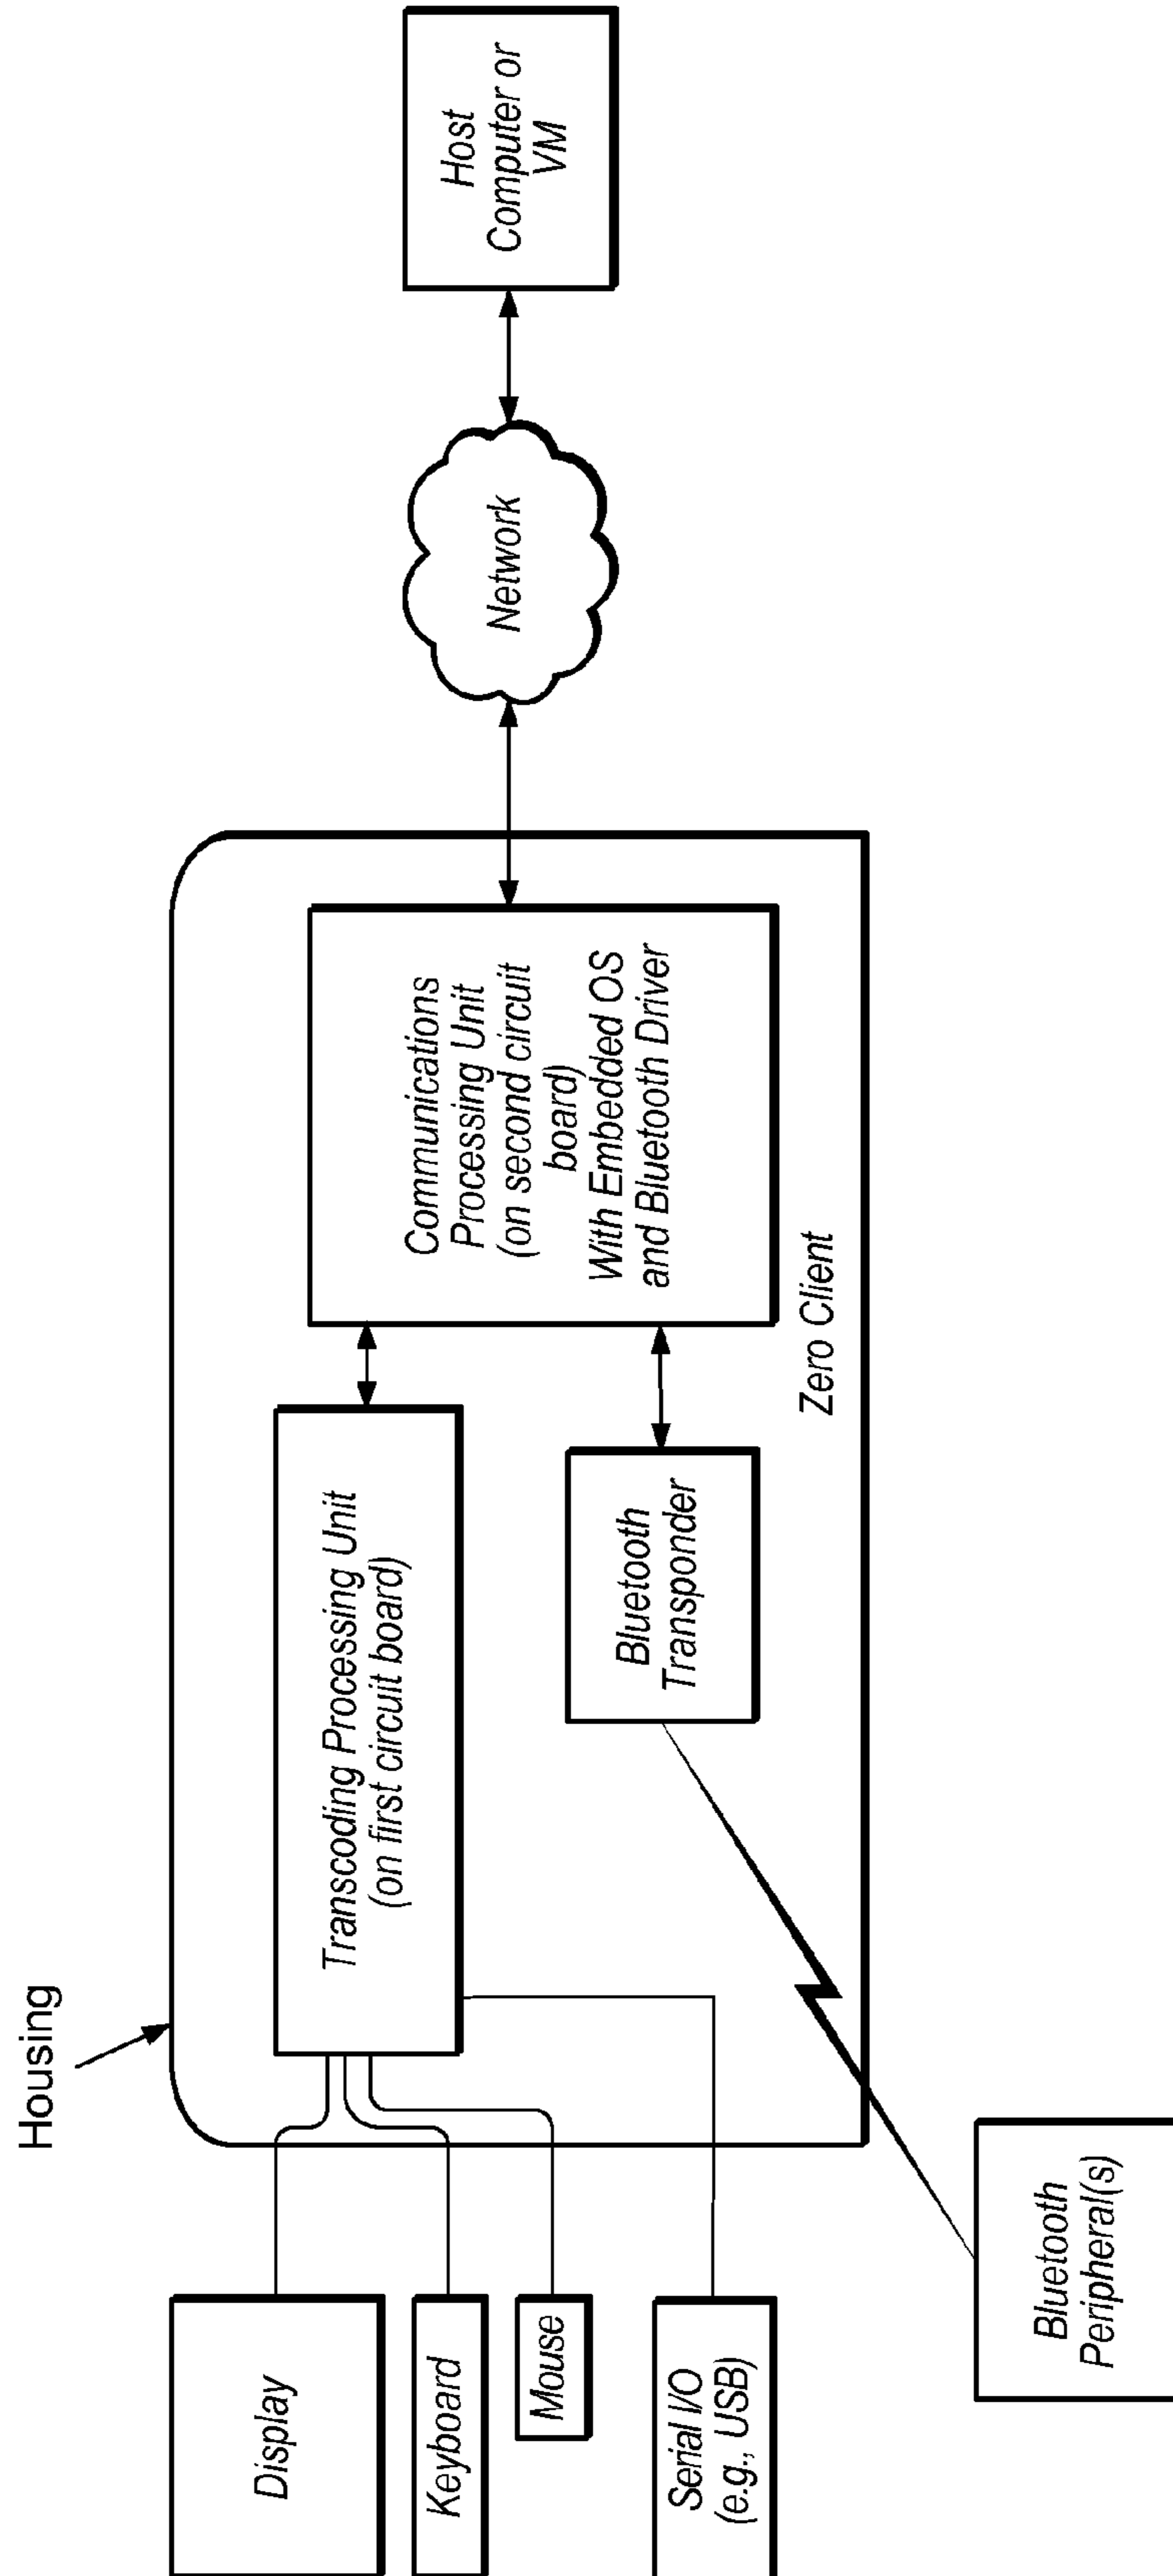 Housing
Display
Keyboard
Mouse
Serial I/O
(e.g., USB)
Bluetooth
Peripheral(s)
Transcoding Processing Unit
(on first circuit board)
Bluetooth
Transponder
Communications
Processing Unit
(on second circuit
board)
With Embedded OS
and Bluetooth Driver
Zero Client
Network
Host
Computer or
VM